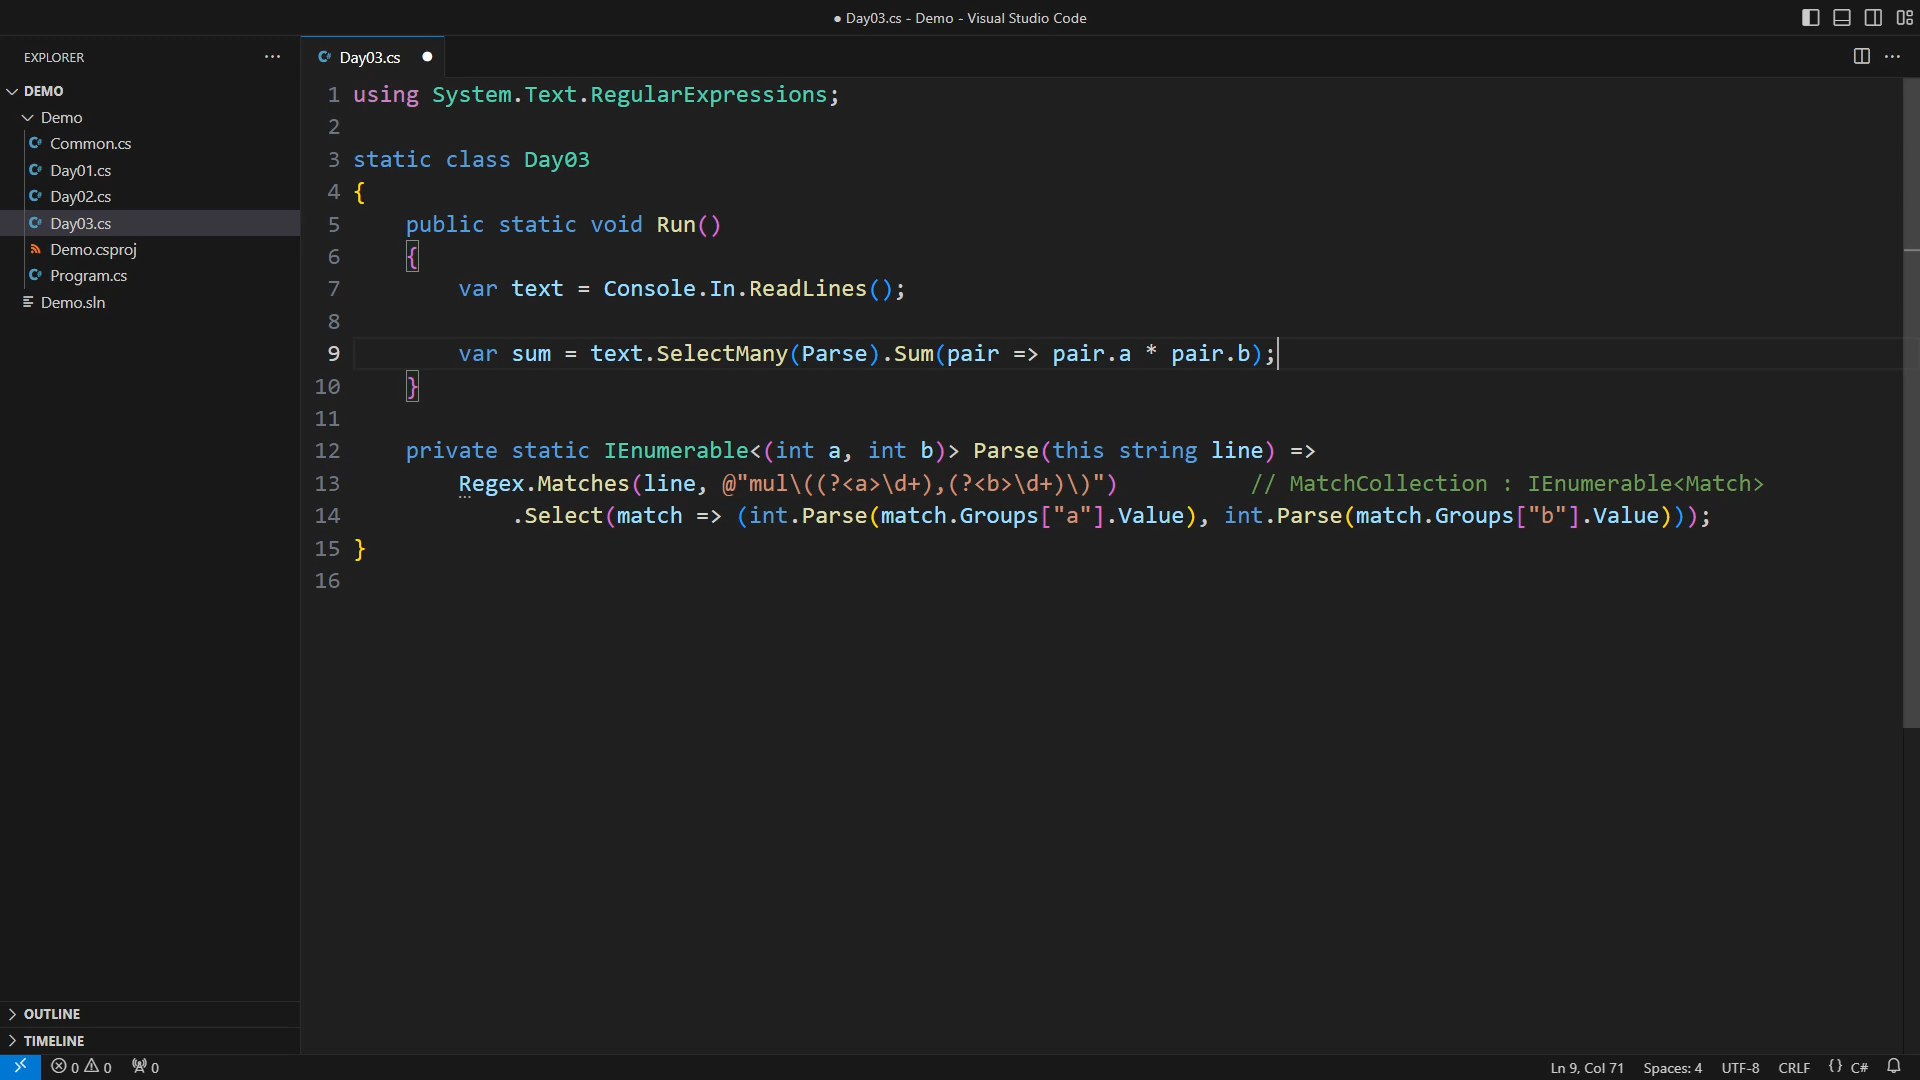 ● Day03.cs - Demo - Visual Studio Code
EXPLORER
DEMO
Demo
Common.cs
Day01.cs
Day02.cs
Day03.cs
Demo.csproj
Program.cs
Demo.sln
OUTLINE
TIMELINE
Day03.cs ●
1 using System.Text.RegularExpressions;
2
3 static class Day03
4 {
5     public static void Run()
6     {
7         var text = Console.In.ReadLines();
8
9         var sum = text.SelectMany(Parse).Sum(pair => pair.a * pair.b);
10     }
11
12     private static IEnumerable<(int a, int b)> Parse(this string line) =>
13         Regex.Matches(line, @"mul\((?<a>\d+),(?<b>\d+)\)")          // MatchCollection : IEnumerable<Match>
14             .Select(match => (int.Parse(match.Groups["a"].Value), int.Parse(match.Groups["b"].Value)));
15 }
16
0 0 0
Ln 9, Col 71 Spaces: 4 UTF-8 CRLF {} C#